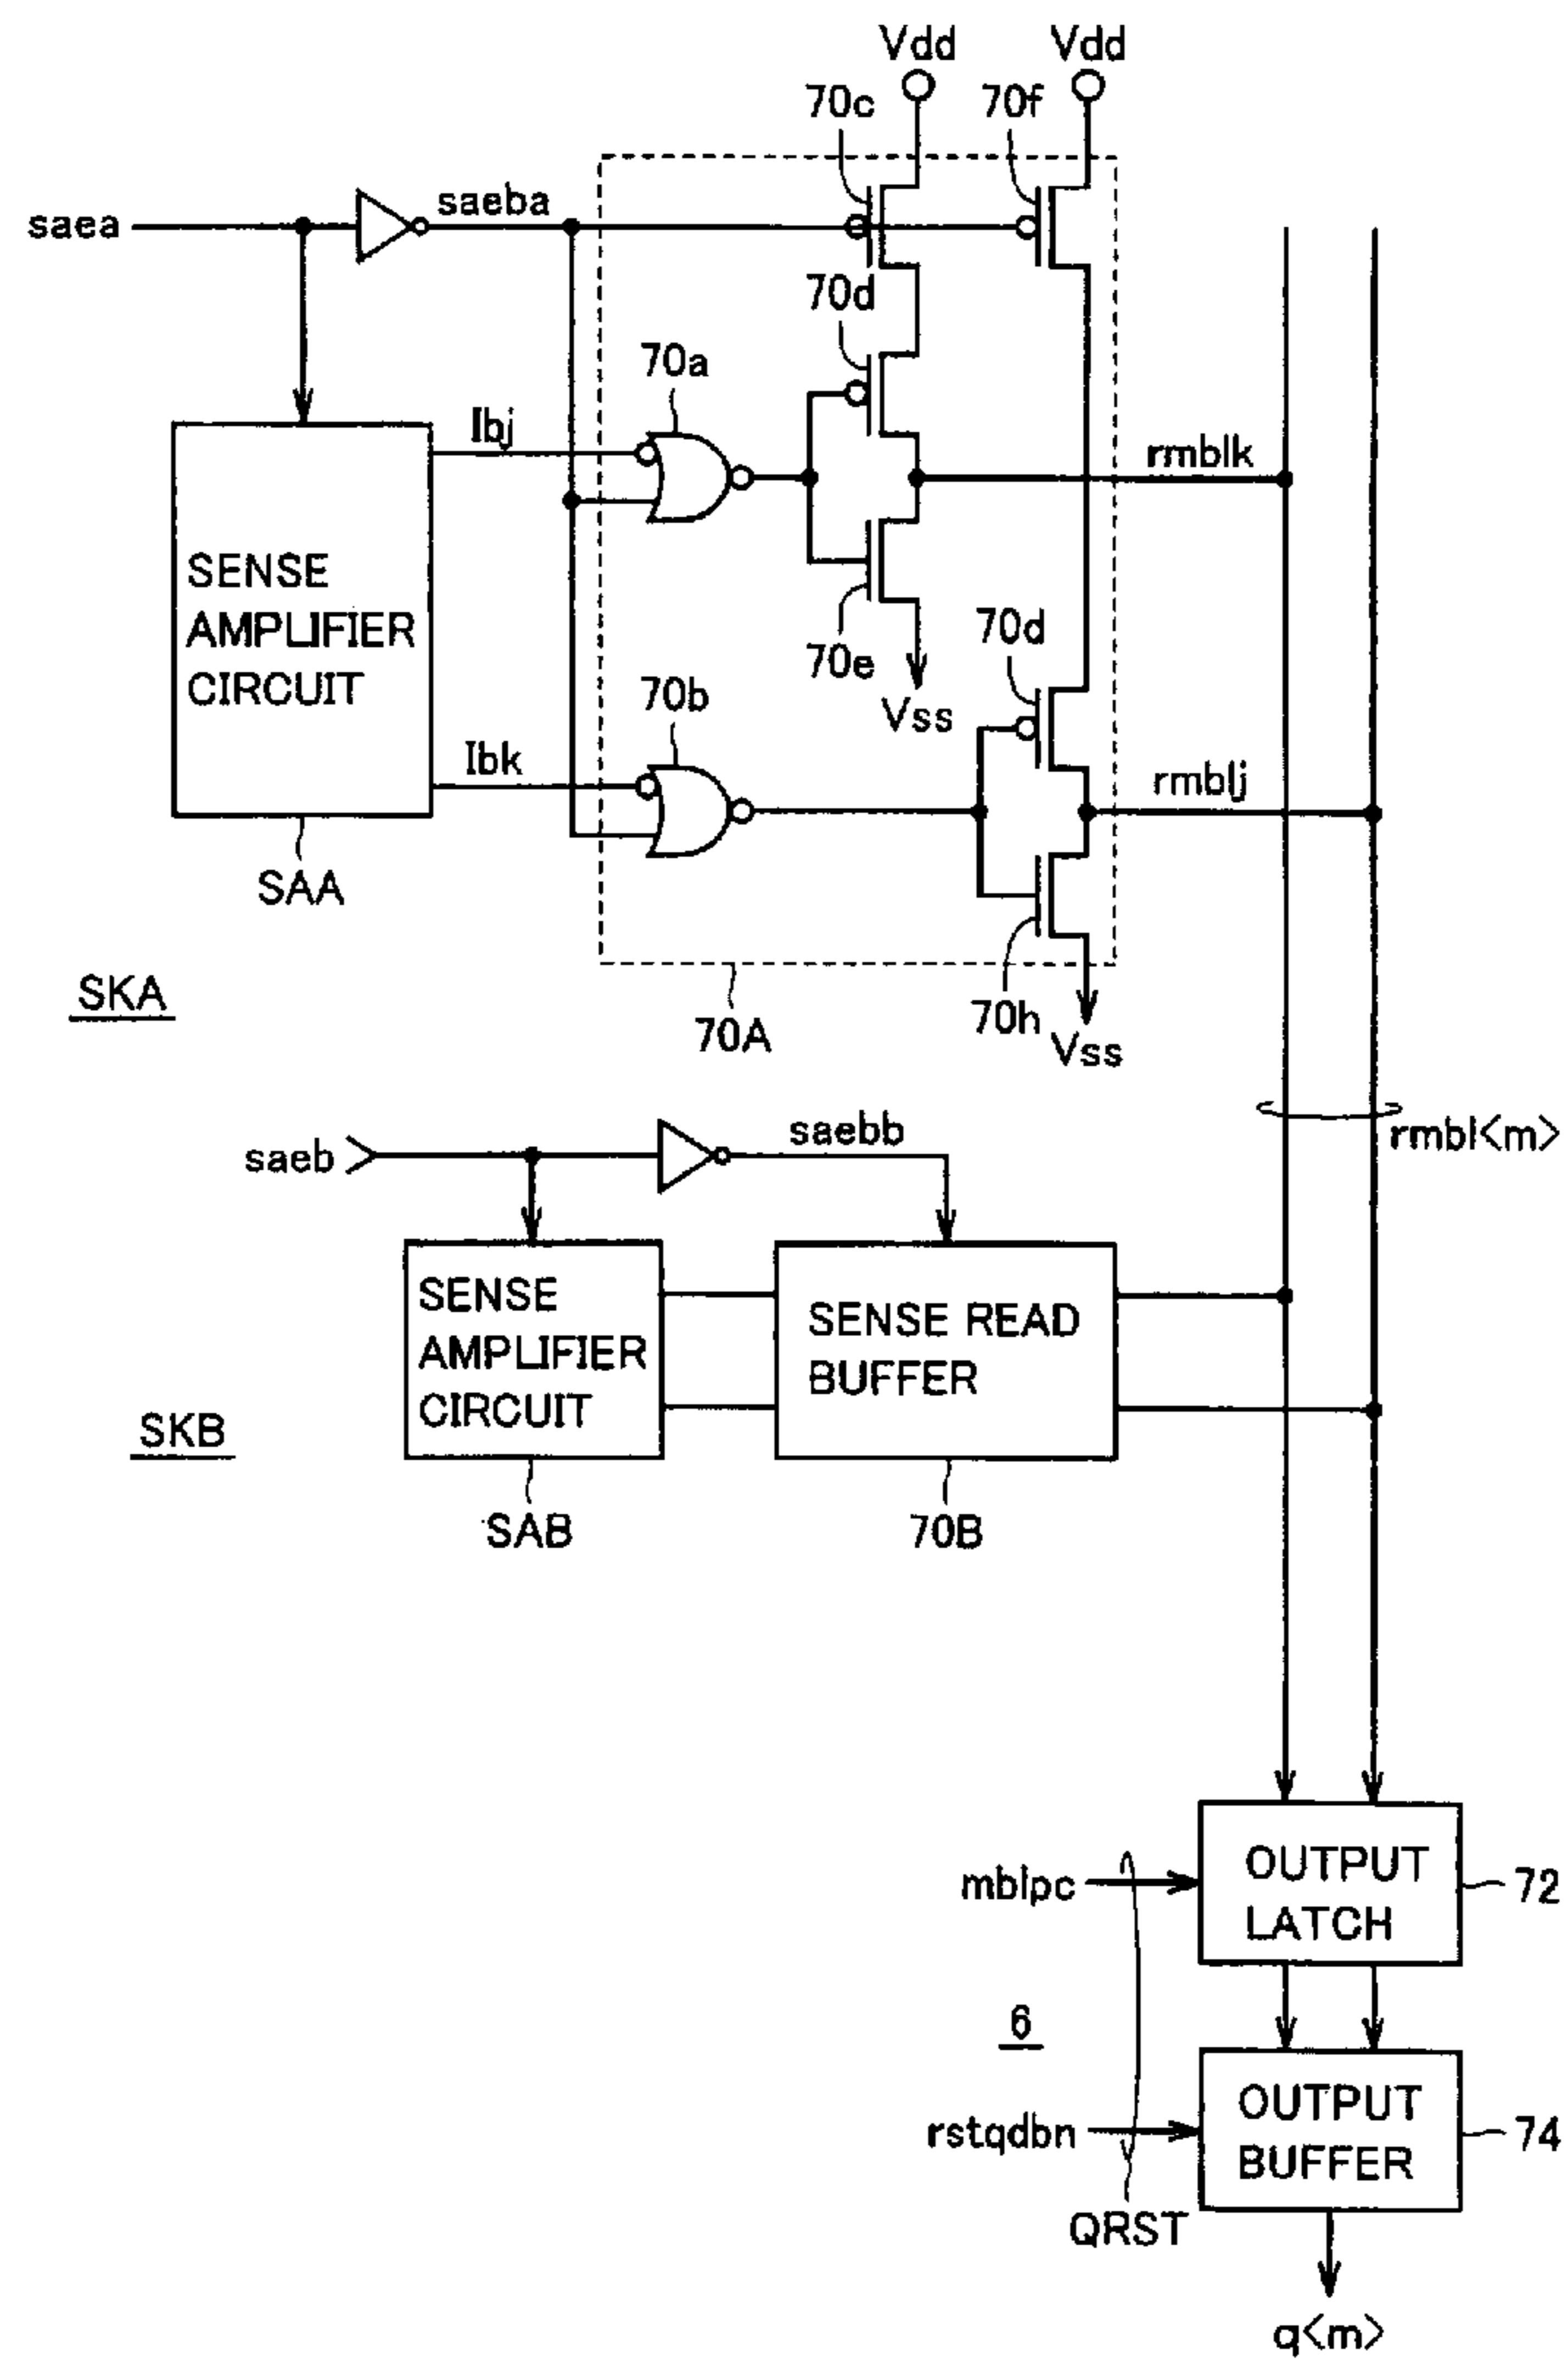 Vdd Vdd
70c 70f
saea saeba
70d
70a
Ibj
rmblk
SENSE
AMPLIFIER
CIRCUIT
70e
70d
Vss
70b
Ibk
rmblj
SAA
SKA
70A
70h
Vss
saeb saebb
rmbl<m>
SENSE
AMPLIFIER
CIRCUIT
SENSE READ
BUFFER
SKB
SAB
70B
mblpc
OUTPUT
LATCH
72
6
rstqdbn
OUTPUT
BUFFER
74
QRST
q<m>